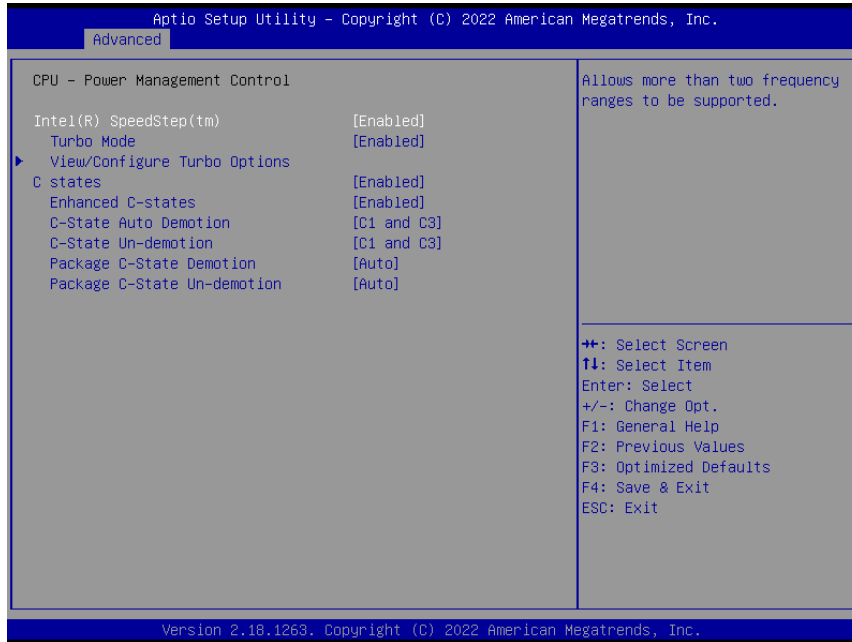 Aptio Setup Utility – Copyright (C) 2022 American Megatrends, Inc.
Advanced
CPU – Power Management Control
Intel(R) SpeedStep(tm) [Enabled]
Turbo Mode [Enabled]
View/Configure Turbo Options
C states [Enabled]
Enhanced C-states [Enabled]
C-State Auto Demotion [C1 and C3]
C-State Un-demotion [C1 and C3]
Package C-State Demotion [Auto]
Package C-State Un-demotion [Auto]
Allows more than two frequency
ranges to be supported.
→←: Select Screen
↑↓: Select Item
Enter: Select
+/-: Change Opt.
F1: General Help
F2: Previous Values
F3: Optimized Defaults
F4: Save & Exit
ESC: Exit
Version 2.18.1263. Copyright (C) 2022 American Megatrends, Inc.